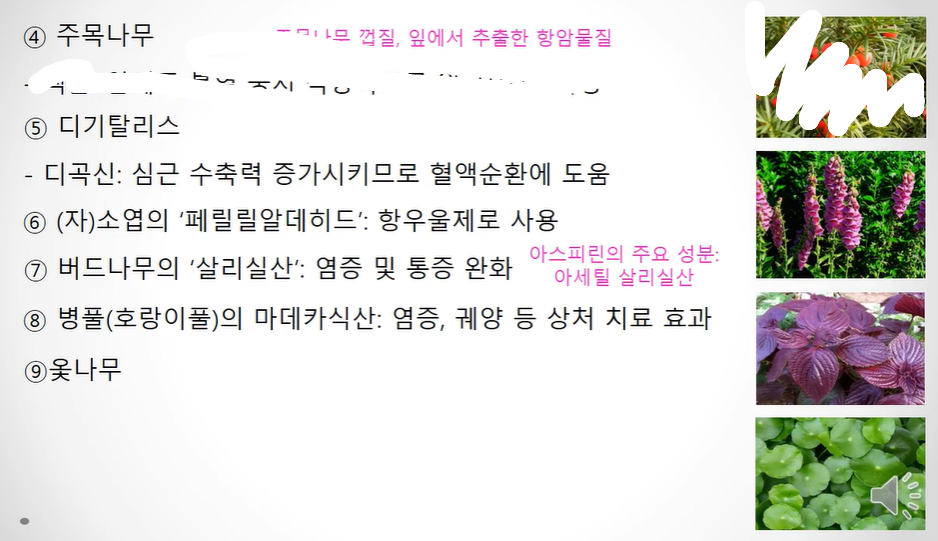 ④ 주목나무
껍질, 잎에서 추출한 항암물질
⑤ 디기탈리스
- 디곡신: 심근 수축력 증가시키므로 혈액순환에 도움
⑥ (자)소엽의 ‘페릴릴알데히드’: 항우울제로 사용
⑦ 버드나무의 ‘살리실산’: 염증 및 통증 완화
아스피린의 주요 성분:
아세틸 살리실산
⑧ 병풀(호랑이풀)의 마데카식산: 염증, 궤양 등 상처 치료 효과
⑨옻나무